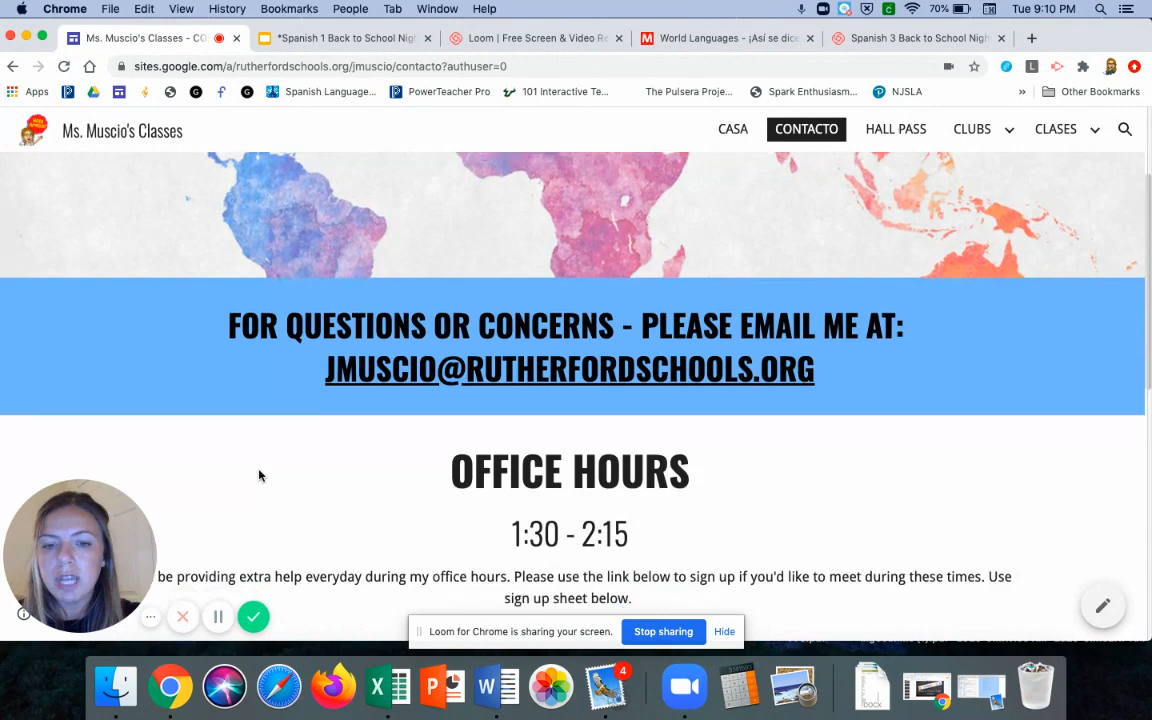 Chrome File Edit View History Bookmarks People Tab Window Help 70% Tue 9:10 PM
Ms. Muscio's Classes - CO *Spanish 1 Back to School Nig Loom | Free Screen & Video Re World Languages - ¡Así se dice Spanish 3 Back to School Nigh
sites.google.com/a/rutherfordschools.org/jmuscio/contacto?authuser=0
Apps Spanish Language... PowerTeacher Pro 101 Interactive Te... The Pulsera Proje... Spark Enthusiasm... NJSLA » Other Bookmarks
Ms. Muscio's Classes CASA CONTACTO HALL PASS CLUBS CLASES
FOR QUESTIONS OR CONCERNS - PLEASE EMAIL ME AT:
JMUSCIO@RUTHERFORDSCHOOLS.ORG
OFFICE HOURS
1:30 - 2:15
be providing extra help everyday during my office hours. Please use the link below to sign up if you'd like to meet during these times. Use
sign up sheet below.
Loom for Chrome is sharing your screen. Stop sharing Hide
4
DOCX